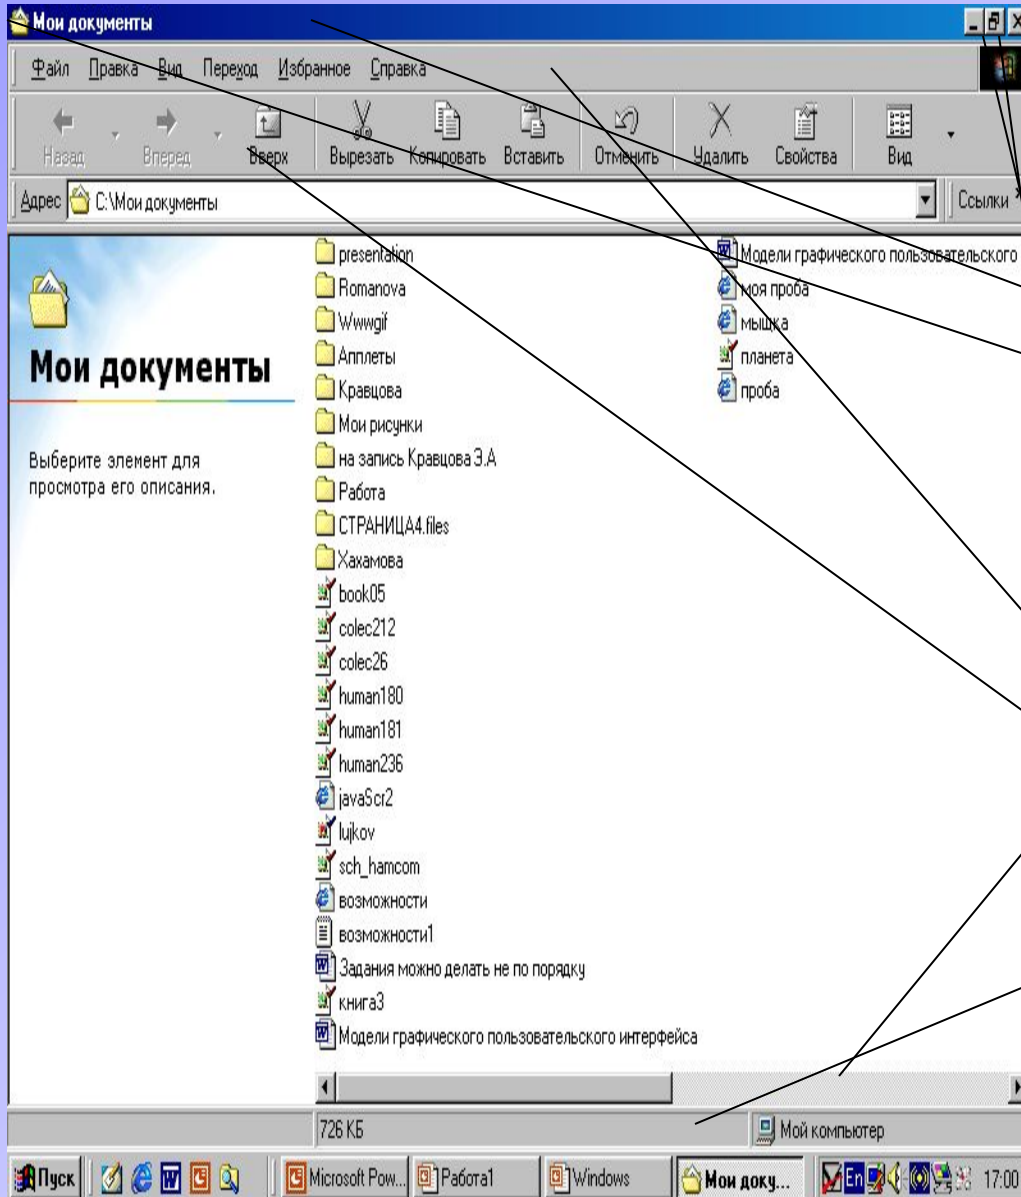 Мои документы
Файл Правка Вид Переход Избранное Справка
Назад Вперед Вверх Вырезать Копировать Вставить Отменить Удалить Свойства Вид
Адрес C:\Мои документы Ссылки »
Мои документы
Выберите элемент для
просмотра его описания.
presentation
Romanova
Wwwgif
Апплеты
Кравцова
Мои рисунки
на запись Кравцова Э.А
Работа
СТРАНИЦА4.files
Хахамова
book05
colec212
colec26
human180
human181
human236
javaScr2
lujkov
sch_hamcom
возможности
возможности1
Задания можно делать не по порядку
книга3
Модели графического пользовательского интерфейса
Модели графического пользовательского
моя проба
мыщка
планета
проба
726 КБ Мой компьютер
Пуск Microsoft Pow... Работа1 Windows Мои доку... En 17:00